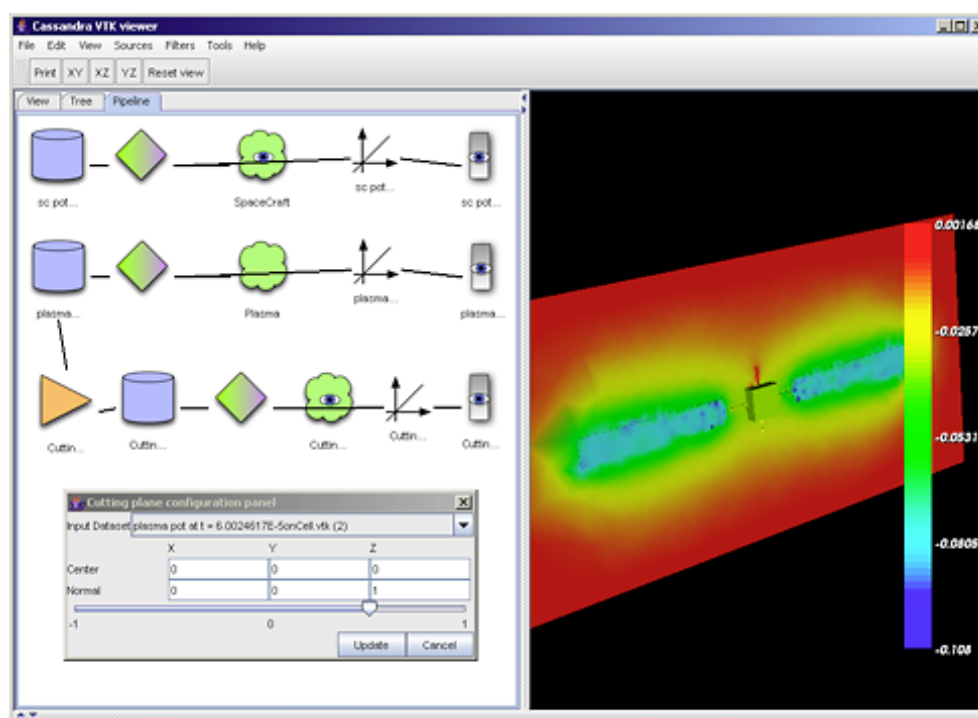 Cassandra VTK viewer
File Edit View Sources Filters Tools Help
Print XY XZ YZ Reset view
View Tree Pipeline
sc pot... SpaceCraft sc pot... sc pot...
plasma... Plasma plasma... plasma...
Cuttin... Cuttin... Cuttin... Cuttin... Cuttin...
Cutting plane configuration panel
Input Dataset plasma pot at t = 6.0024617E-5onCell.vtk (2)
X Y Z
Center 0 0 0
Normal 0 0 1
-1 0 1
Update Cancel
0.00168
-0.0257
-0.0531
-0.0805
-0.108